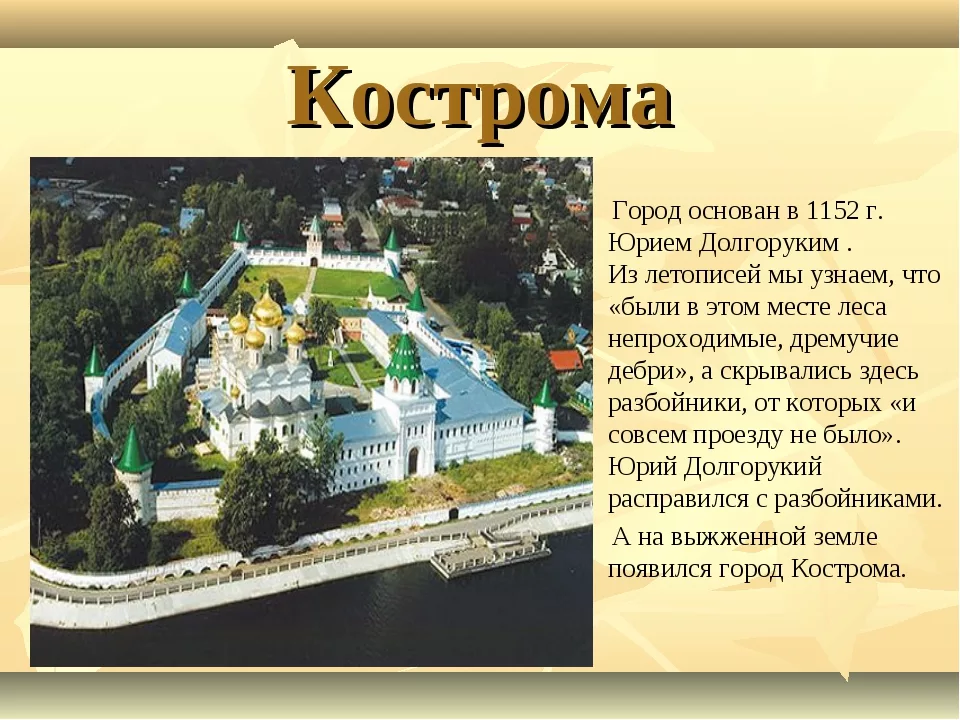 Кострома
Город основан в 1152 г.
Юрием Долгоруким .
Из летописей мы узнаем, что
«были в этом месте леса
непроходимые, дремучие
дебри», а скрывались здесь
разбойники, от которых «и
совсем проезду не было».
Юрий Долгорукий
расправился с разбойниками.
А на выжженной земле
появился город Кострома.